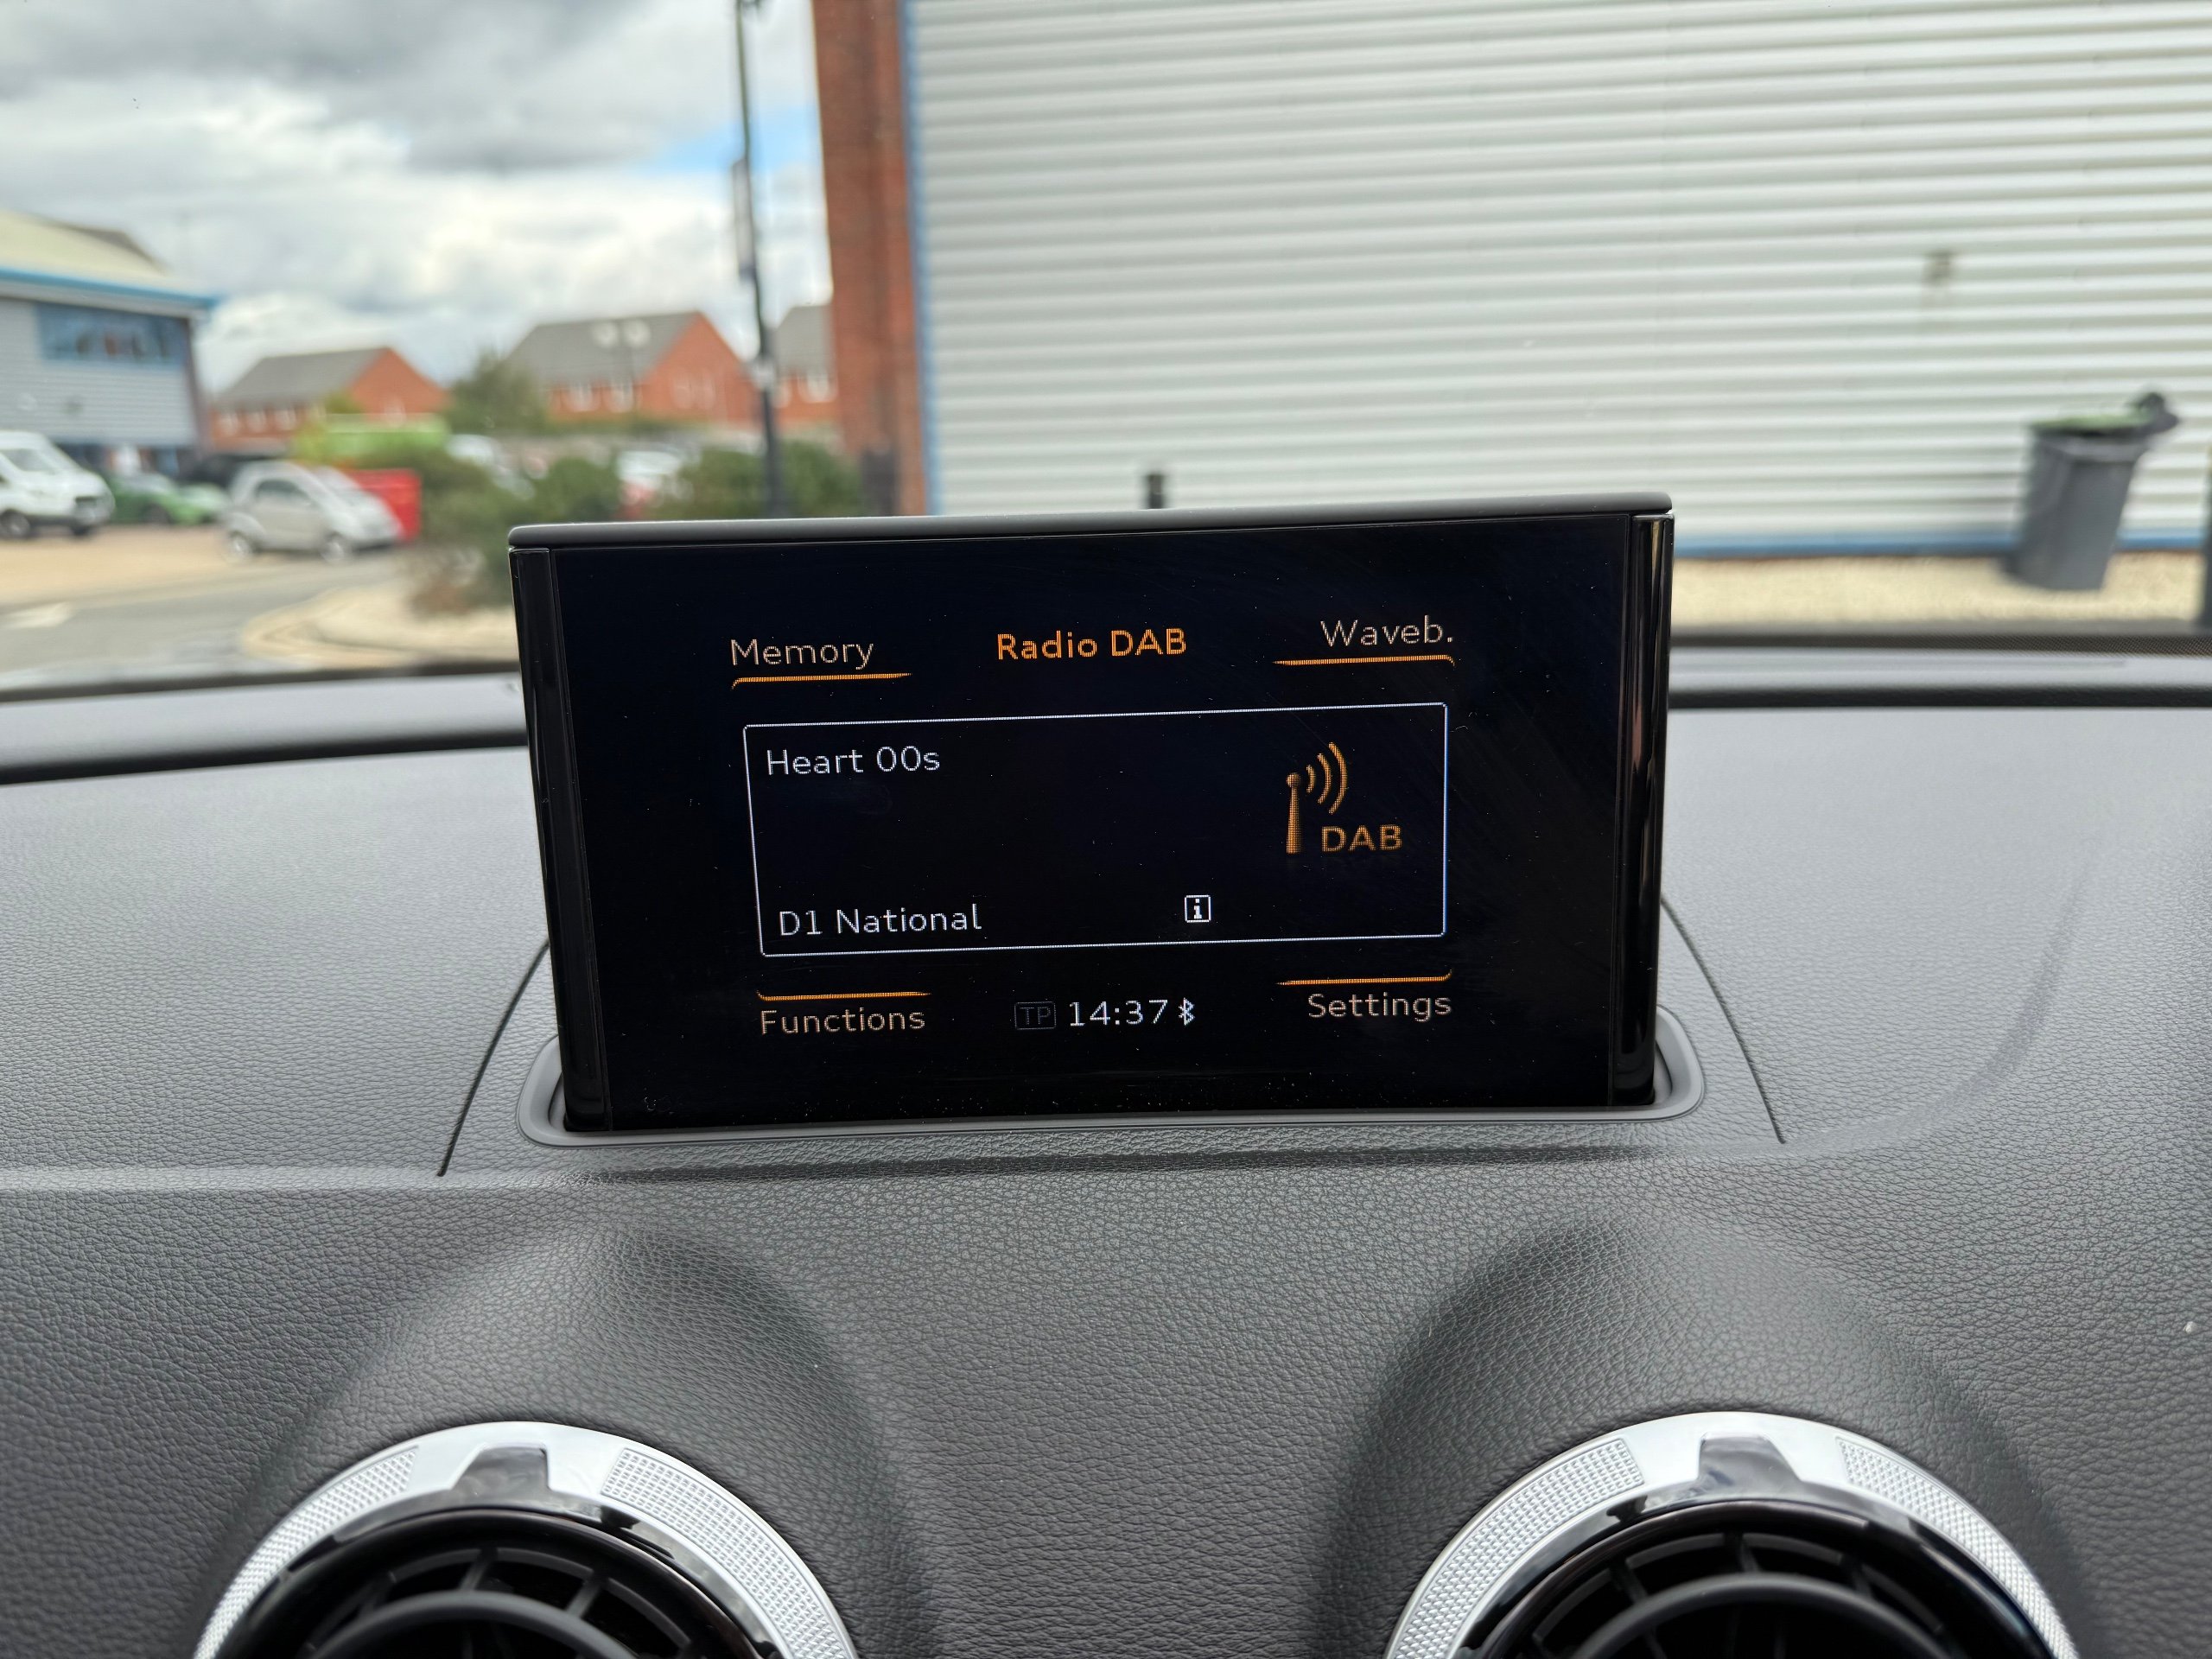 Memory
Radio DAB
Waveb.
Heart 00s
DAB
D1 National
i
Functions
TP 14:37
Settings